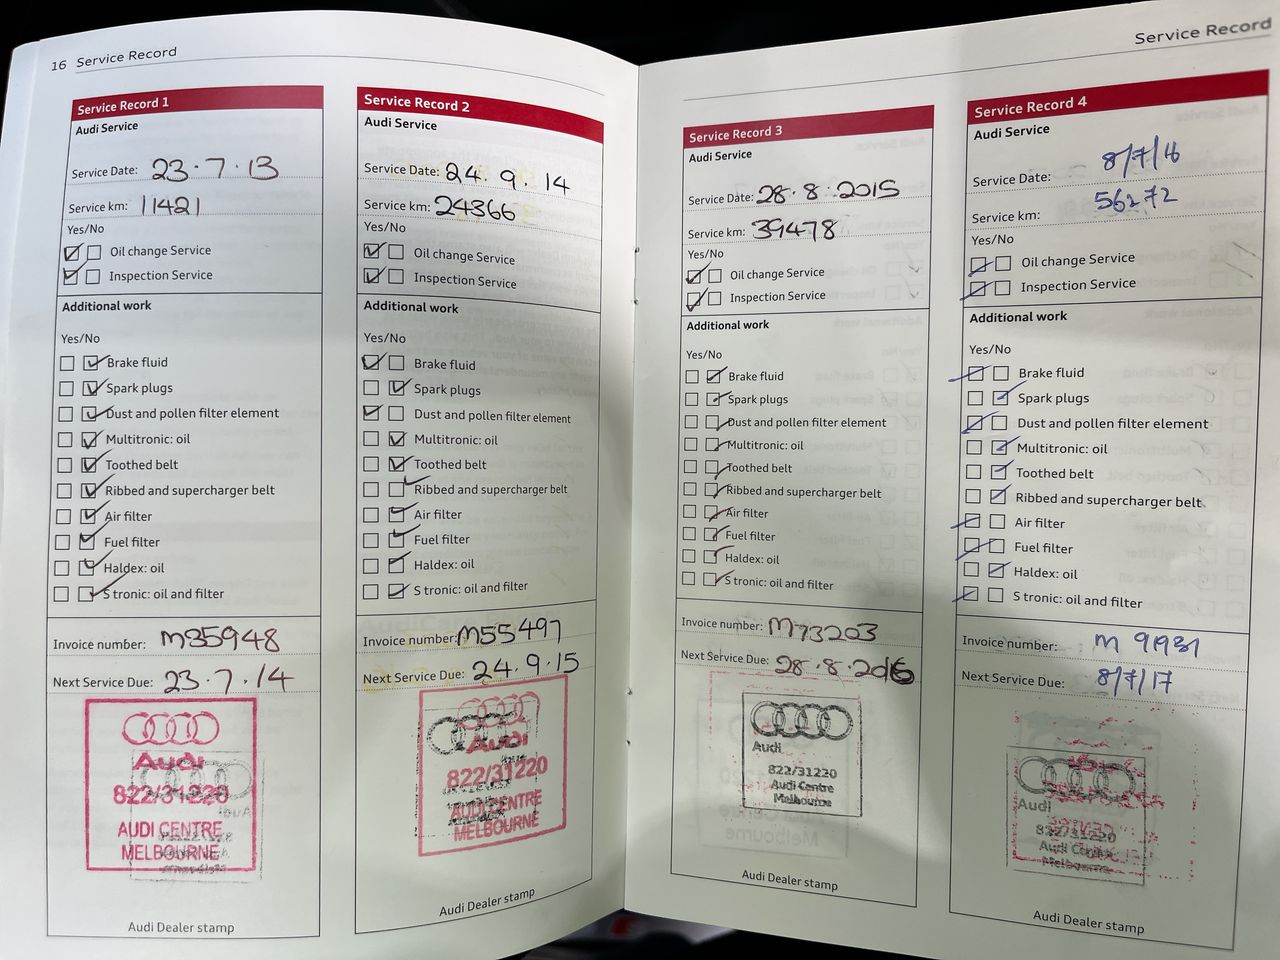 16 Service Record
Service Record 1
Audi Service
Service Date: 23.7.13
Service km: 11421
Yes/No
Oil change Service
Inspection Service
Additional work
Yes/No
Brake fluid
Spark plugs
Dust and pollen filter element
Multitronic: oil
Toothed belt
Ribbed and supercharger belt
Air filter
Fuel filter
Haldex: oil
S tronic: oil and filter
Invoice number: M35948
Next Service Due: 23.7.14
Audi
822/31220
AUDI CENTRE
MELBOURNE
Audi Dealer stamp
Service Record 2
Audi Service
Service Date: 24.9.14
Service km: 24366
Yes/No
Oil change Service
Inspection Service
Additional work
Yes/No
Brake fluid
Spark plugs
Dust and pollen filter element
Multitronic: oil
Toothed belt
Ribbed and supercharger belt
Air filter
Fuel filter
Haldex: oil
S tronic: oil and filter
Invoice number: M55497
Next Service Due: 24.9.15
Audi
822/31220
AUDI CENTRE
MELBOURNE
Audi Dealer stamp
Service Record
Service Record 3
Audi Service
Service Date: 28.8.2015
Service km: 39478
Yes/No
Oil change Service
Inspection Service
Additional work
Yes/No
Brake fluid
Spark plugs
Dust and pollen filter element
Multitronic: oil
Toothed belt
Ribbed and supercharger belt
Air filter
Fuel filter
Haldex: oil
S tronic: oil and filter
Invoice number: M73203
Next Service Due: 28.8.2016
Audi
822/31220
Audi Centre
Melbourne
Audi Dealer stamp
Service Record 4
Audi Service
Service Date: 8/7/16
Service km: 56272
Yes/No
Oil change Service
Inspection Service
Additional work
Yes/No
Brake fluid
Spark plugs
Dust and pollen filter element
Multitronic: oil
Toothed belt
Ribbed and supercharger belt
Air filter
Fuel filter
Haldex: oil
S tronic: oil and filter
Invoice number:
Next Service Due: 8/7/17
Audi
822/31220
Audi Centre
Melbourne
Audi Dealer stamp